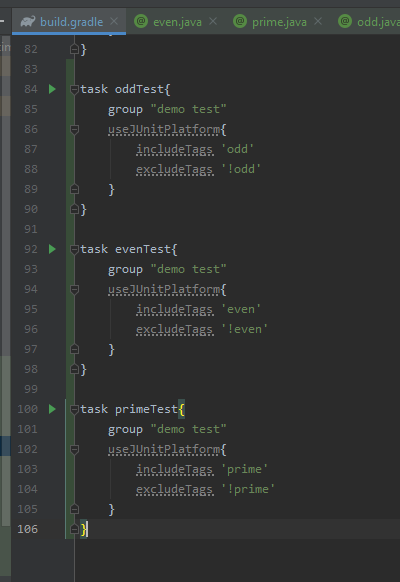 build.gradle even.java prime.java odd.java
82 }
83
84 task oddTest{
85 group "demo test"
86 useJUnitPlatform{
87 includeTags 'odd'
88 excludeTags '!odd'
89 }
90 }
91
92 task evenTest{
93 group "demo test"
94 useJUnitPlatform{
95 includeTags 'even'
96 excludeTags '!even'
97 }
98 }
99
100 task primeTest{
101 group "demo test"
102 useJUnitPlatform{
103 includeTags 'prime'
104 excludeTags '!prime'
105 }
106 }